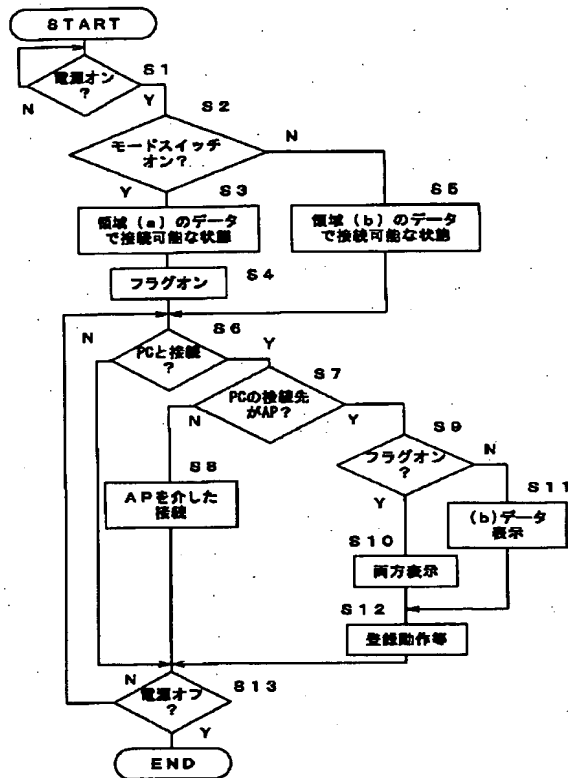 START
電源オン
?
S1
N
Y
S2
モードスイッチ
オン?
N
Y
S3
S5
領域(a)のデータ
で接続可能な状態
領域(b)のデータ
で接続可能な状態
フラグオン
S4
N
S6
PCと接続
?
Y
S7
PCの接続先
がAP?
N
Y
S9
フラグオン
?
N
Y
S8
APを介した
接続
S11
(b)データ
表示
S10
両方表示
S12
登録動作等
N
電源オフ
?
S13
Y
END